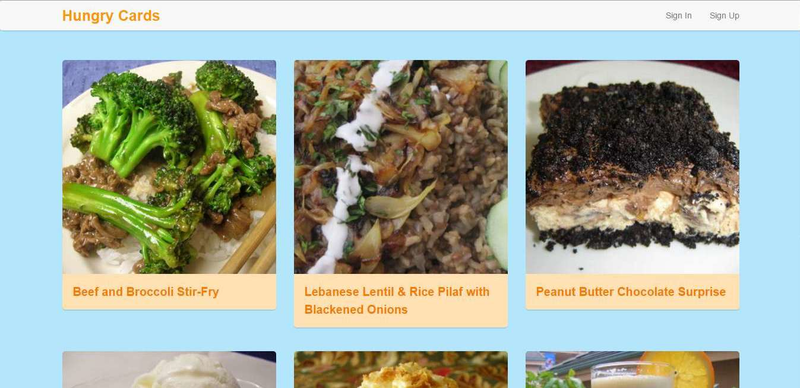 Hungry Cards
Sign In
Sign Up
Beef and Broccoli Stir-Fry
Lebanese Lentil & Rice Pilaf with
Blackened Onions
Peanut Butter Chocolate Surprise